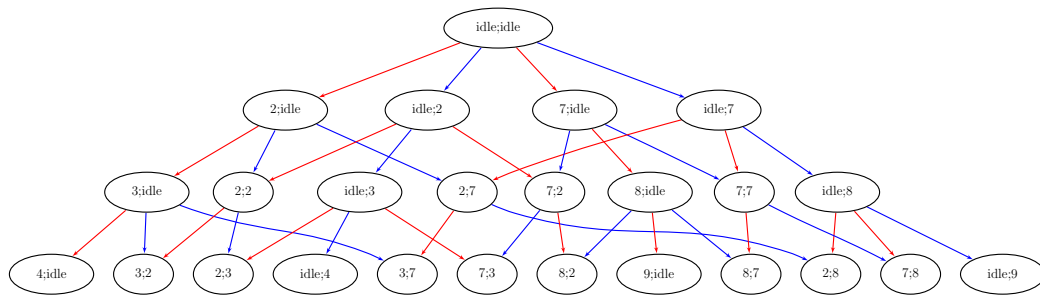 idle;idle
2;idle
idle;2
7;idle
idle;7
3;idle
2;2
idle;3
2;7
7;2
8;idle
7;7
idle;8
4;idle
3;2
2;3
idle;4
3;7
7;3
8;2
9;idle
8;7
2;8
7;8
idle;9